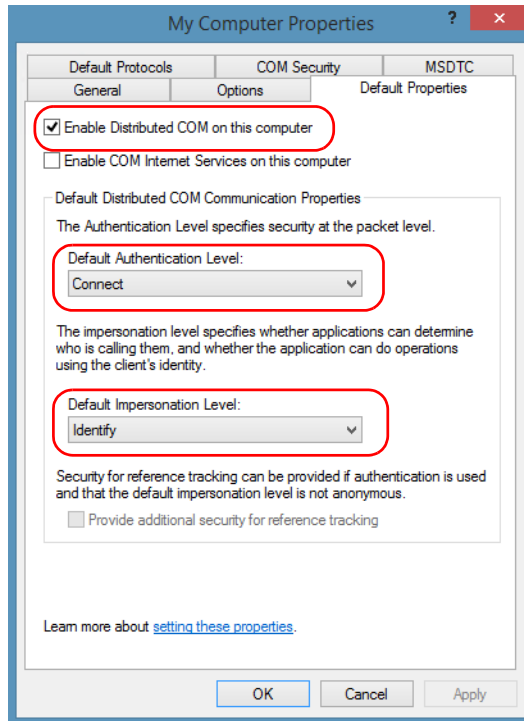 My Computer Properties
?
×
Default Protocols
COM Security
MSDTC
General
Options
Default Properties
Enable Distributed COM on this computer
Enable COM Internet Services on this computer
Default Distributed COM Communication Properties
The Authentication Level specifies security at the packet level.
Default Authentication Level:
Connect
The impersonation level specifies whether applications can determine
who is calling them, and whether the application can do operations
using the client's identity.
Default Impersonation Level:
Identify
Security for reference tracking can be provided if authentication is used
and that the default impersonation level is not anonymous.
Provide additional security for reference tracking
Learn more about setting these properties.
OK
Cancel
Apply